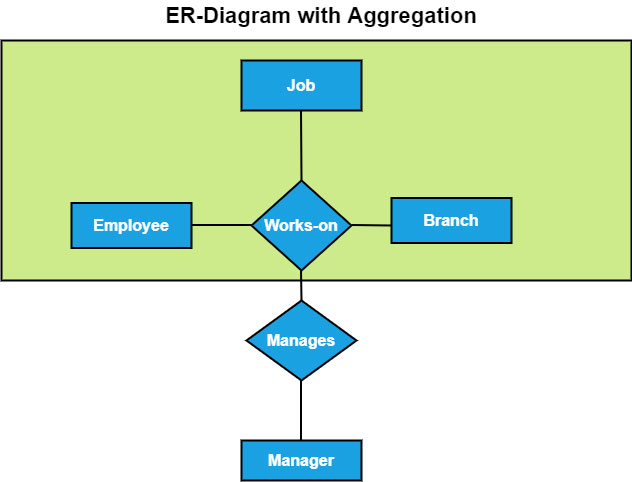 ER-Diagram with Aggregation
Job
Employee
Works-on
Branch
Manages
Manager